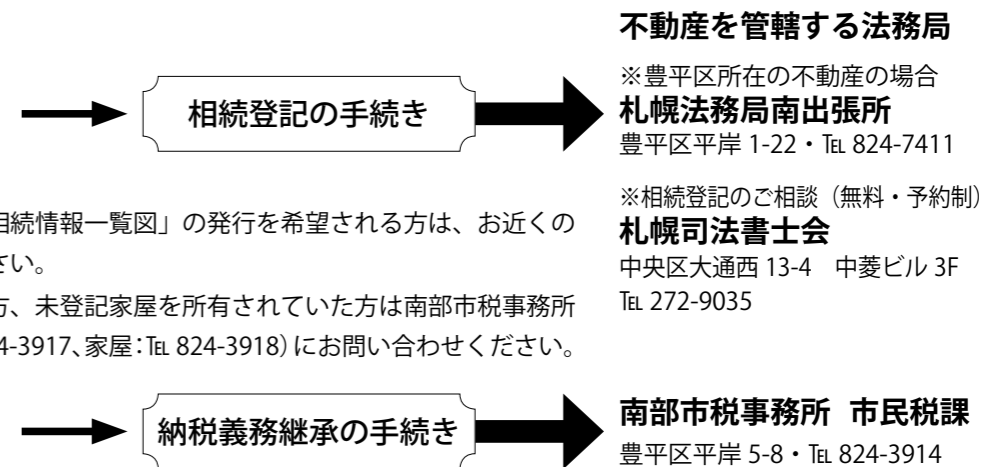 不動産を管轄する法務局
相続登記の手続き
※豊平区所在の不動産の場合
札幌法務局南出張所
豊平区平岸 1-22・℡ 824-7411
相続情報一覧図」の発行を希望される方は、お近くの
さい。
方、未登記家屋を所有されていた方は南部市税事務所
4-3917、家屋：℡ 824-3918）にお問い合わせください。
※相続登記のご相談（無料・予約制）
札幌司法書士会
中央区大通西 13-4　中菱ビル 3F
℡ 272-9035
納税義務継承の手続き
南部市税事務所 市民税課
豊平区平岸 5-8・℡ 824-3914